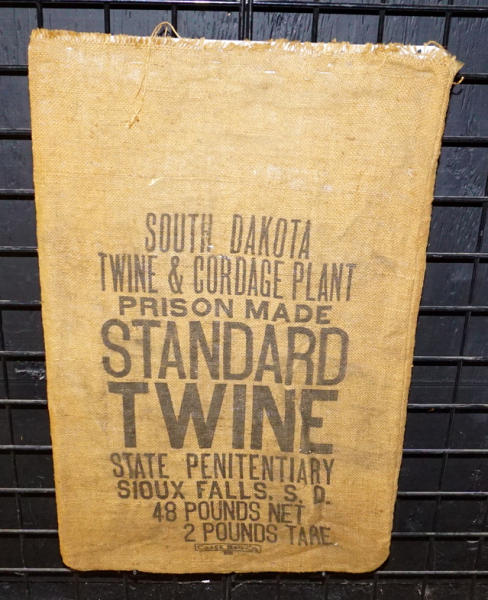 SOUTH DAKOTA
TWINE & CORDAGE PLANT
PRISON MADE
STANDARD
TWINE
STATE PENITENTIARY
SIOUX FALLS. S. D.
48 POUNDS NET
2 POUNDS TARE